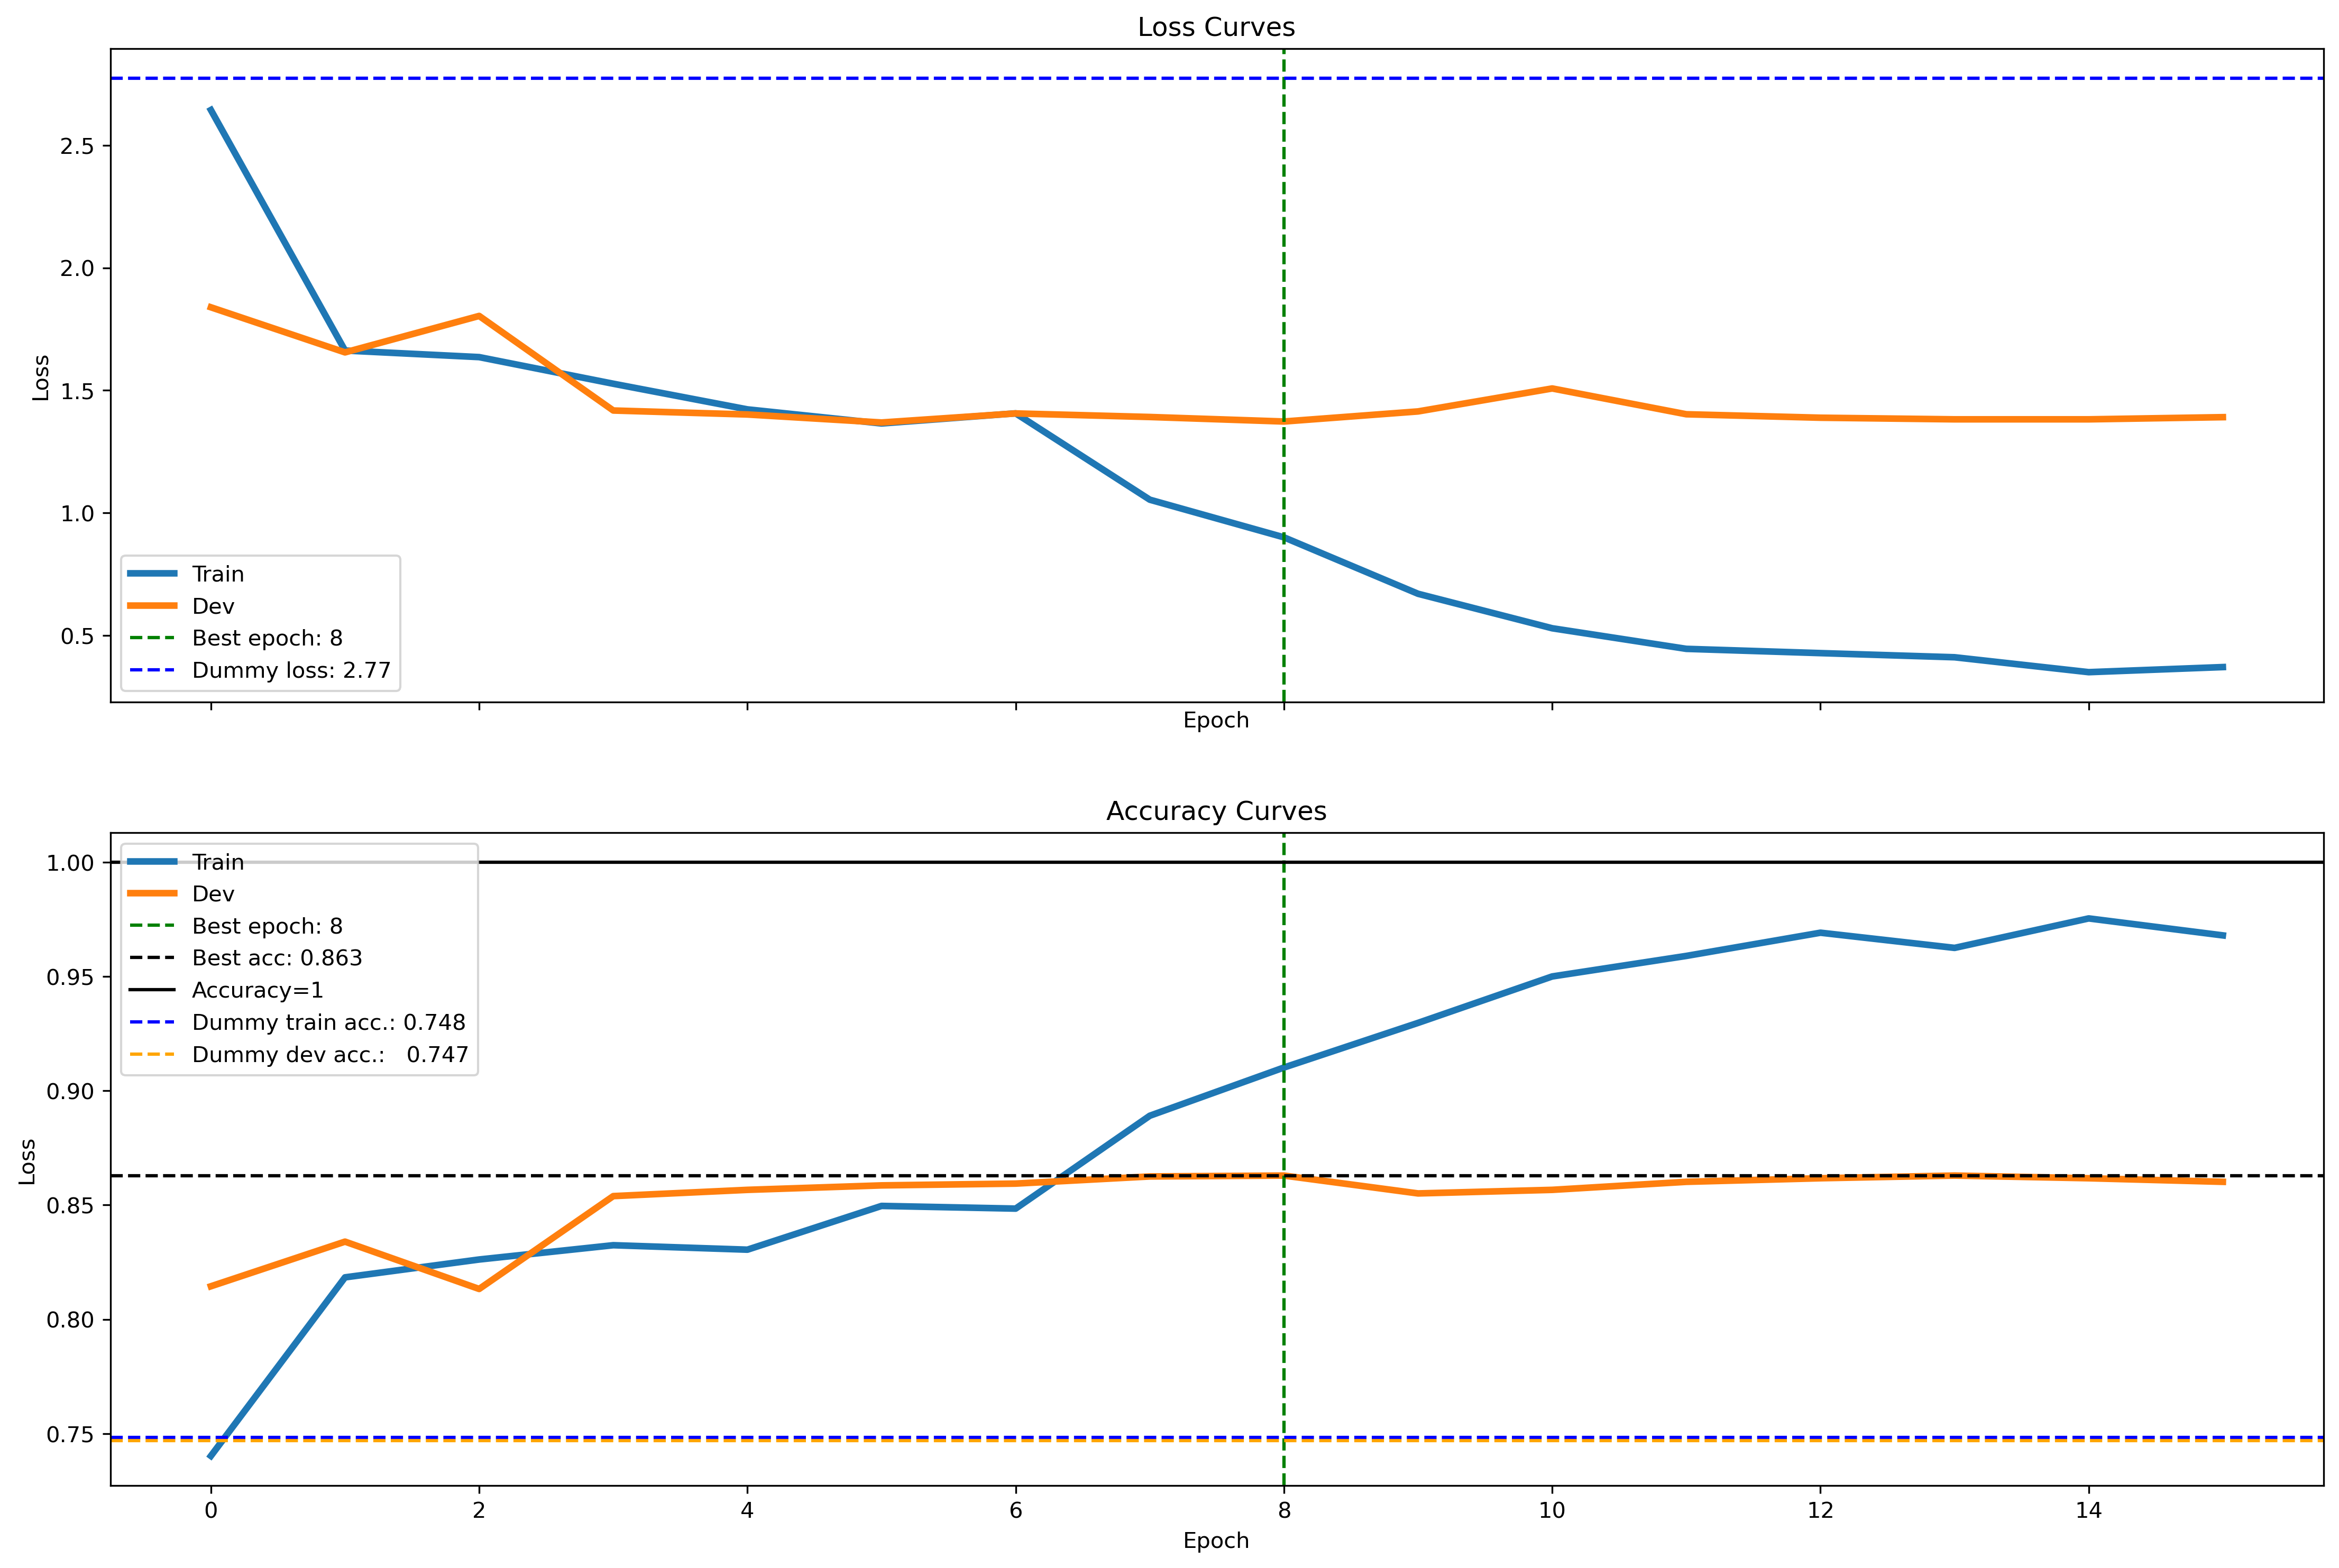 Loss Curves
2.5
2.0
1.5
1.0
0.5
Loss
Train
Dev
Best epoch: 8
Dummy loss: 2.77
Epoch
Accuracy Curves
1.00
0.95
0.90
0.85
0.80
0.75
Loss
Train
Dev
Best epoch: 8
Best acc: 0.863
Accuracy=1
Dummy train acc.: 0.748
Dummy dev acc.: 0.747
0 2 4 6 8 10 12 14
Epoch